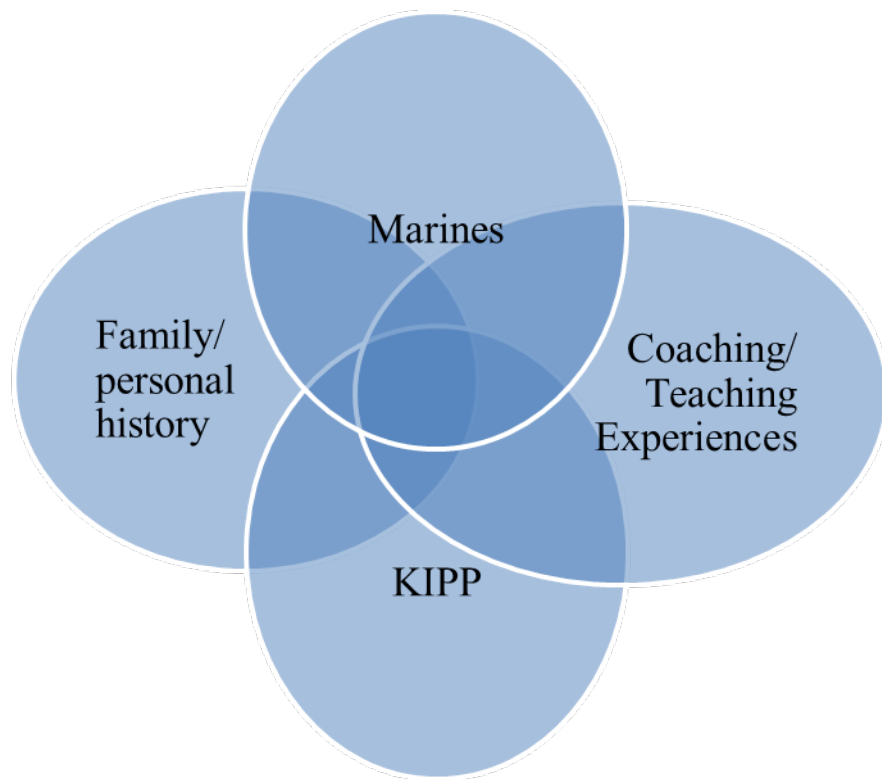 Marines
Family/
personal
history
Coaching/
Teaching
Experiences
KIPP